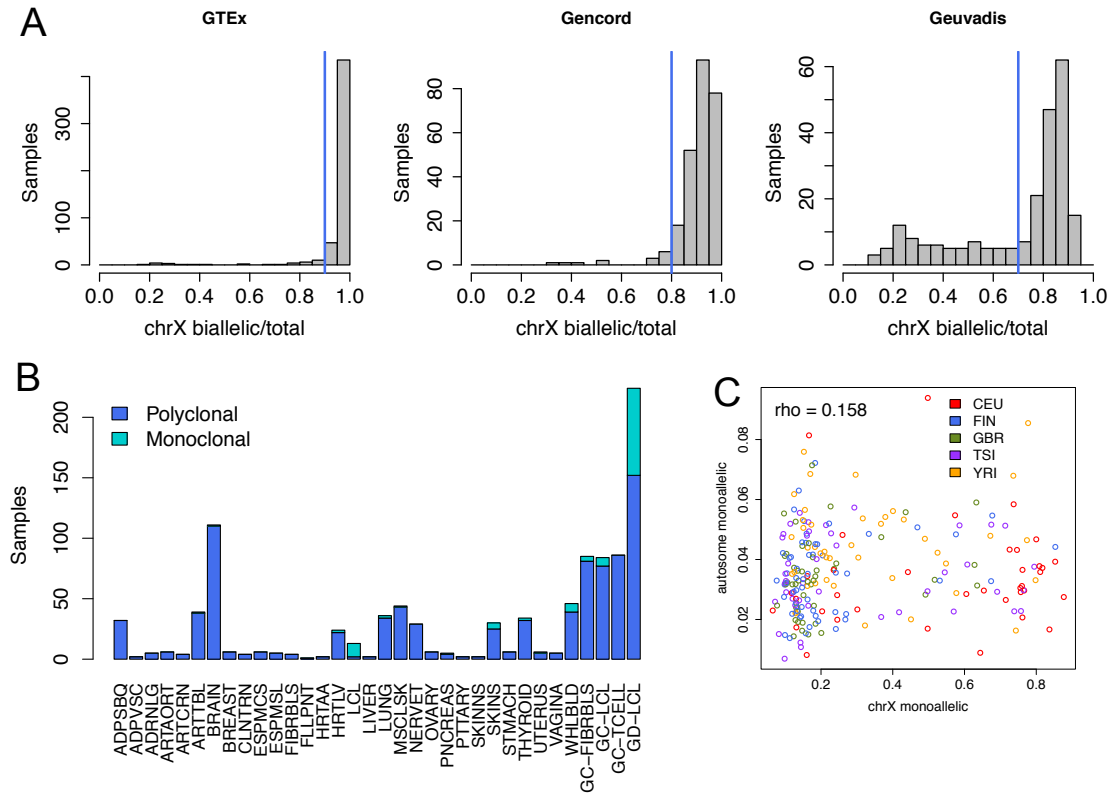 A
GTEx
Gencord
Geuvadis
Samples
0
100
300
0.0 0.2 0.4 0.6 0.8 1.0
chrX biallelic/total
Samples
0
20
40
60
80
0.0 0.2 0.4 0.6 0.8 1.0
chrX biallelic/total
Samples
0
20
40
60
0.0 0.2 0.4 0.6 0.8 1.0
chrX biallelic/total
B
Polyclonal
Monoclonal
Samples
0
50
100
150
200
ADPSBQ
ADPVSC
ADRNLG
ARTAORT
ARTCRN
ARTTBL
BRAIN
BREAST
CLNTRN
ESPMCS
ESPMSL
FIBRBLS
FLLPNT
HRTAA
HRTLV
LCL
LIVER
LUNG
MSCLSK
NERVET
OVARY
PNCREAS
PTTARY
SKINNS
SKINS
STMACH
THYROID
UTERUS
VAGINA
WHLBLD
GC-FIBRBLS
GC-LCL
GC-TCELL
GD-LCL
C
rho = 0.158
CEU
FIN
GBR
TSI
YRI
autosome monoallelic
0.02
0.04
0.06
0.08
0.2 0.4 0.6 0.8
chrX monoallelic